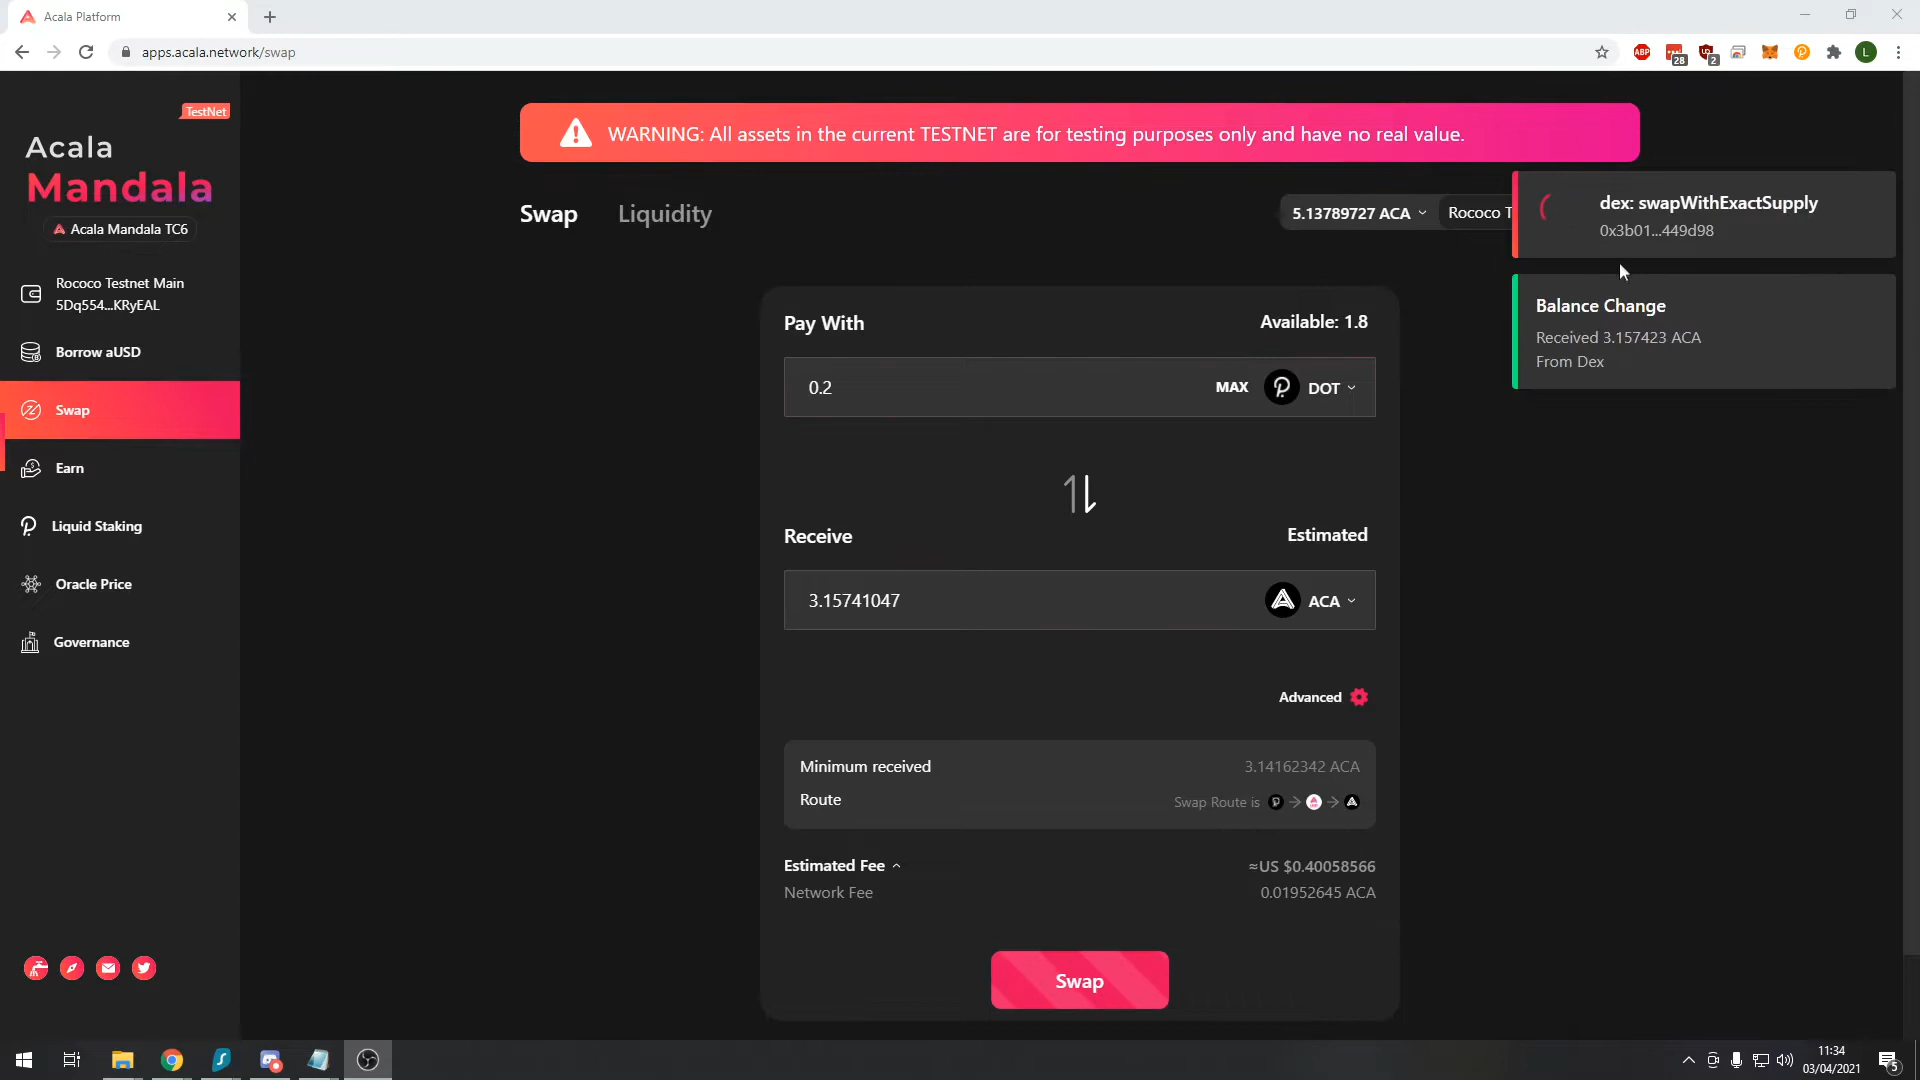 Acala Platform
apps.acala.network/swap
ABP
28
2
L
TestNet
Acala
Mandala
Acala Mandala TC6
Rococo Testnet Main
5Dq554...KRyEAL
Borrow aUSD
Swap
Earn
Liquid Staking
Oracle Price
Governance
WARNING: All assets in the current TESTNET are for testing purposes only and have no real value.
Swap
Liquidity
5.13789727 ACA
Rococo T
dex: swapWithExactSupply
0x3b01...449d98
Balance Change
Received 3.157423 ACA
From Dex
Pay With
Available: 1.8
0.2
MAX
DOT
Receive
Estimated
3.15741047
ACA
Advanced
Minimum received
3.14162342 ACA
Route
Swap Route is
Estimated Fee
≈US $0.40058566
Network Fee
0.01952645 ACA
Swap
11:34
03/04/2021
5